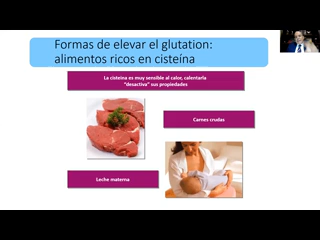 Formas de elevar el glutation:
alimentos ricos en cisteína
La cisteina es muy sensible al calor, calentarla
"desactiva" sus propiedades
Carnes crudas
Leche materna